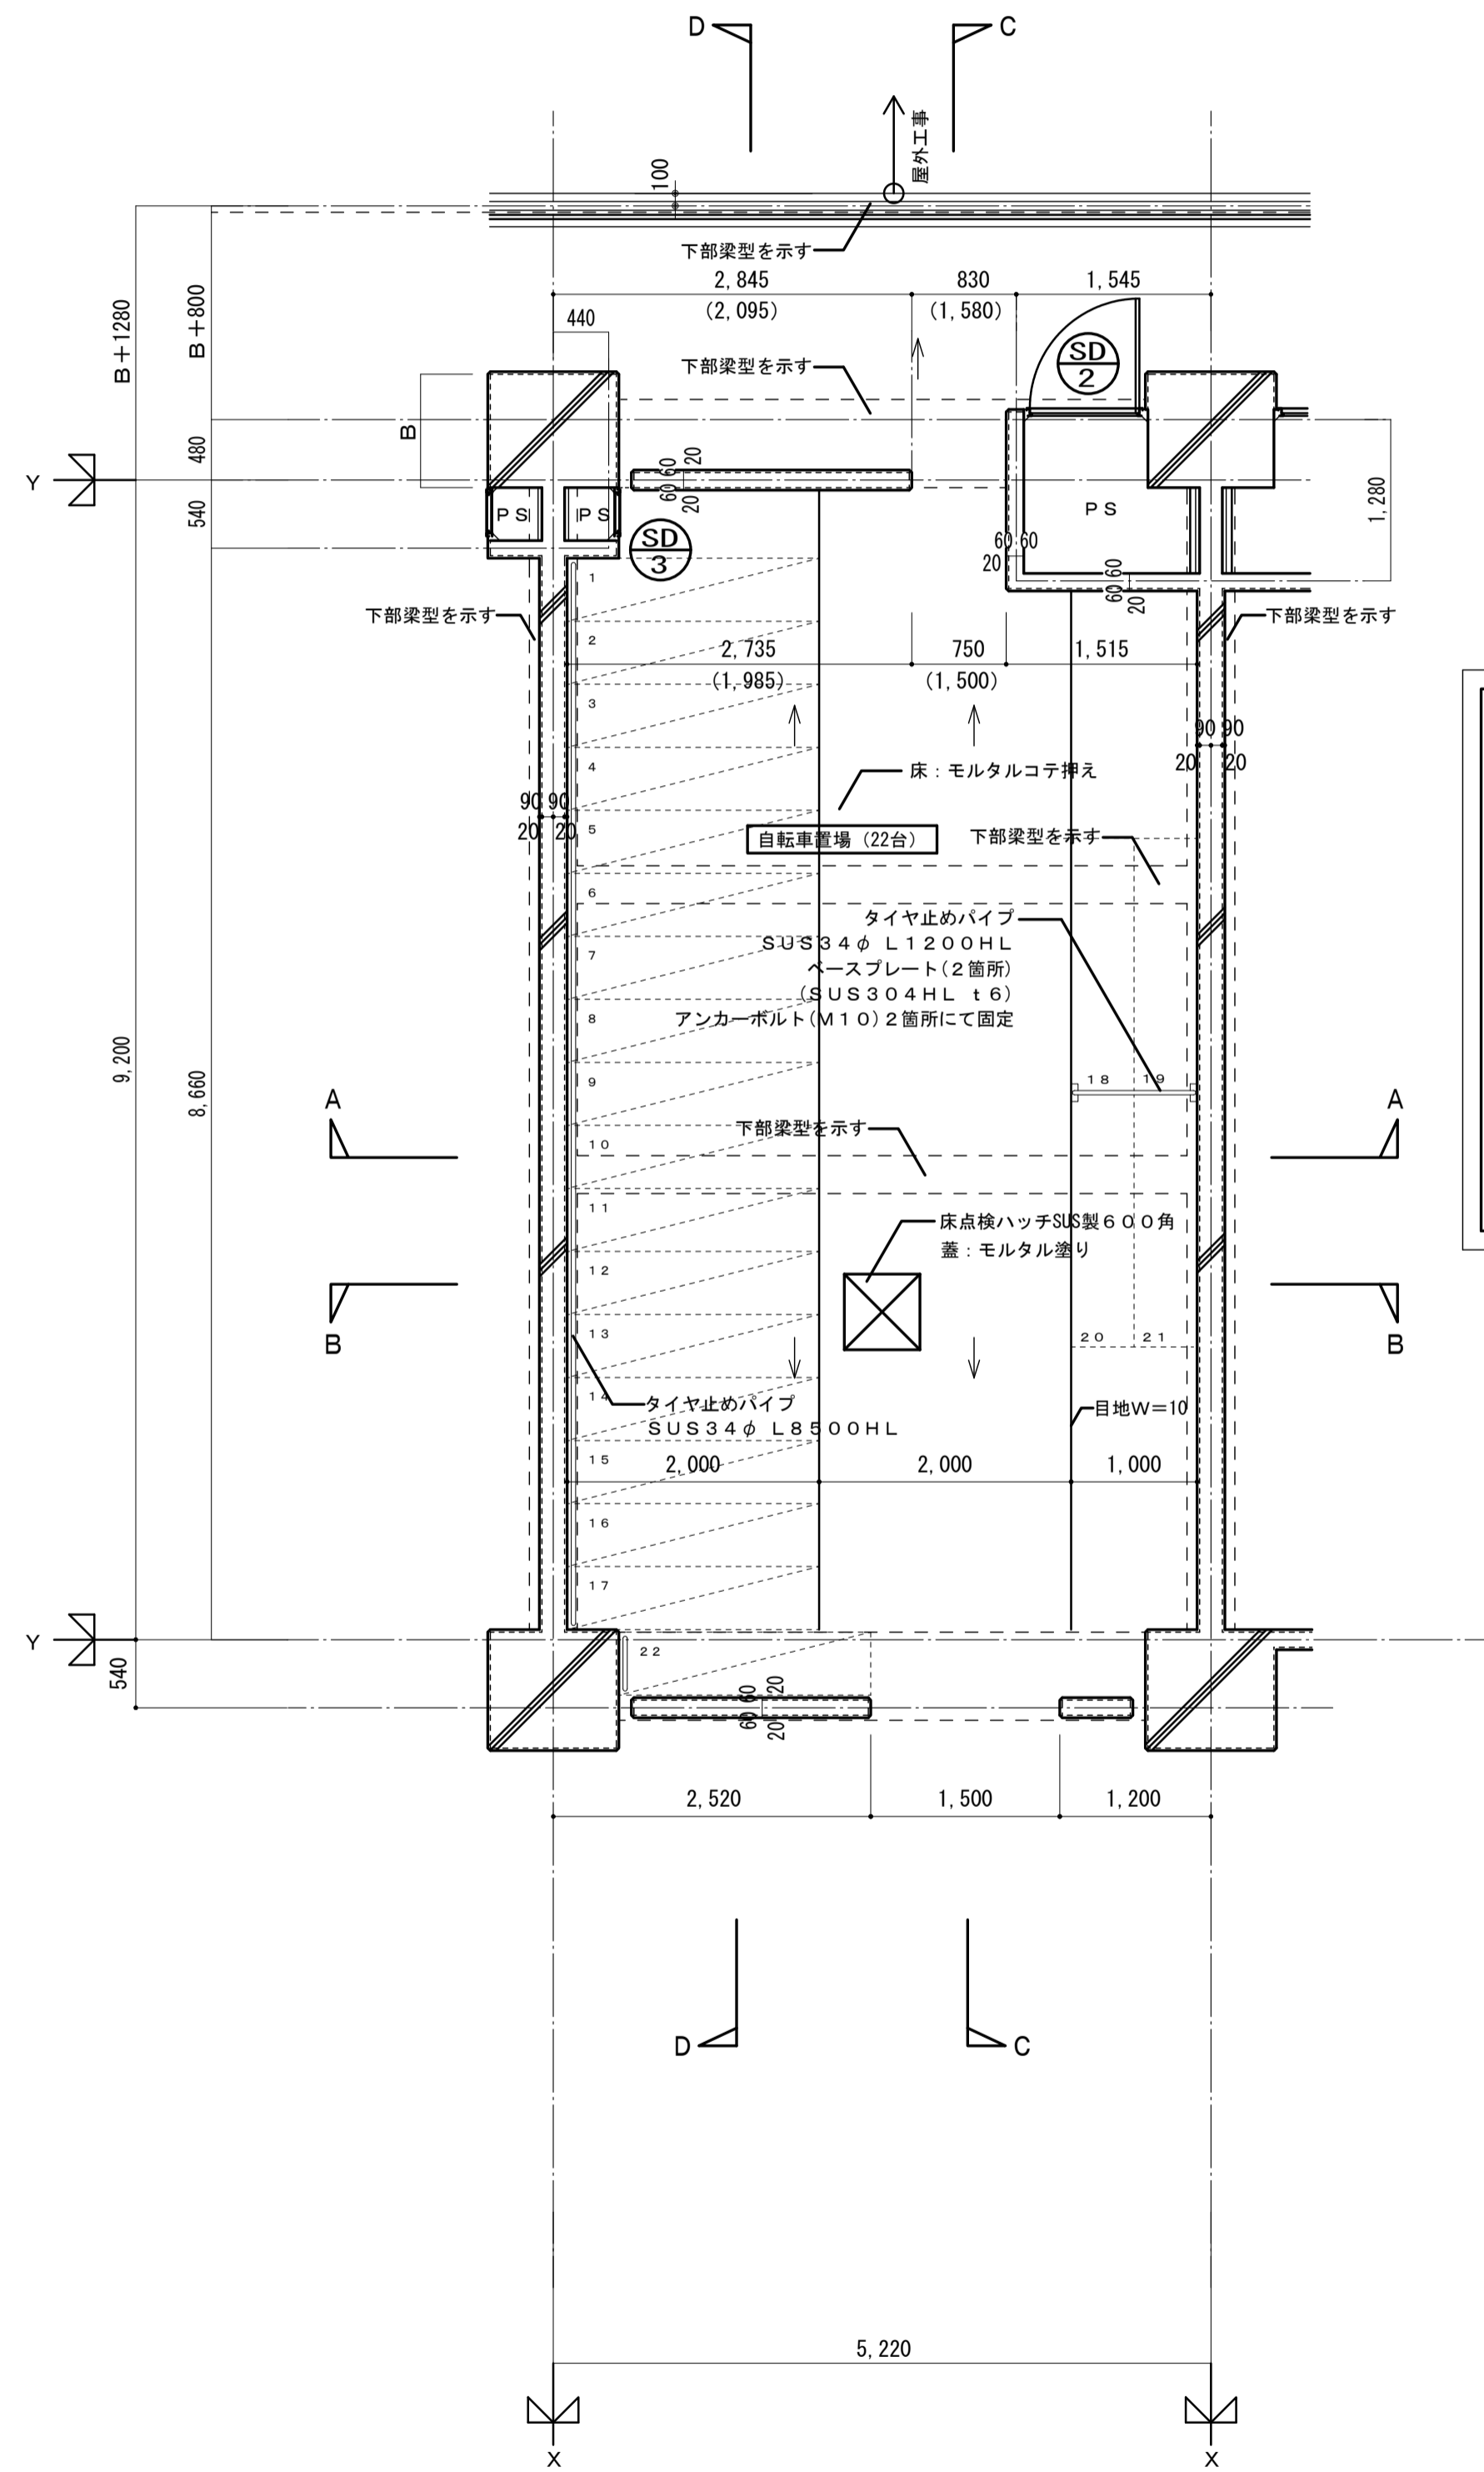 D
C
屋外工事
100
下部梁型を示す
2,845
830
1,545
(2,095)
(1,580)
440
B+1280
B+800
下部梁型を示す
SD
2
B
480
Y
60 60
20
20
1,280
540
PS
PS
PS
SD
3
60 60
20
60 60
20
1
下部梁型を示す
下部梁型を示す
2
2,735
750
1,515
(1,985)
(1,500)
3
90 90
20 20
4
床：モルタルコテ押え
90 90
20 20
5
自転車置場（22台）
下部梁型を示す
6
タイヤ止めパイプ
SUS34φ L1200HL
ベースプレート(2箇所)
(SUS304HL t6)
アンカーボルト(M10)2箇所にて固定
7
8
9,200
8,660
9
18 19
A
A
下部梁型を示す
10
11
床点検ハッチSUS製600角
蓋：モルタル塗り
12
B
B
13
20 21
14
タイヤ止めパイプ
SUS34φ L8500HL
目地W=10
15
2,000
2,000
1,000
16
17
Y
22
540
60 60
20
20
2,520
1,500
1,200
D
C
5,220
X
X